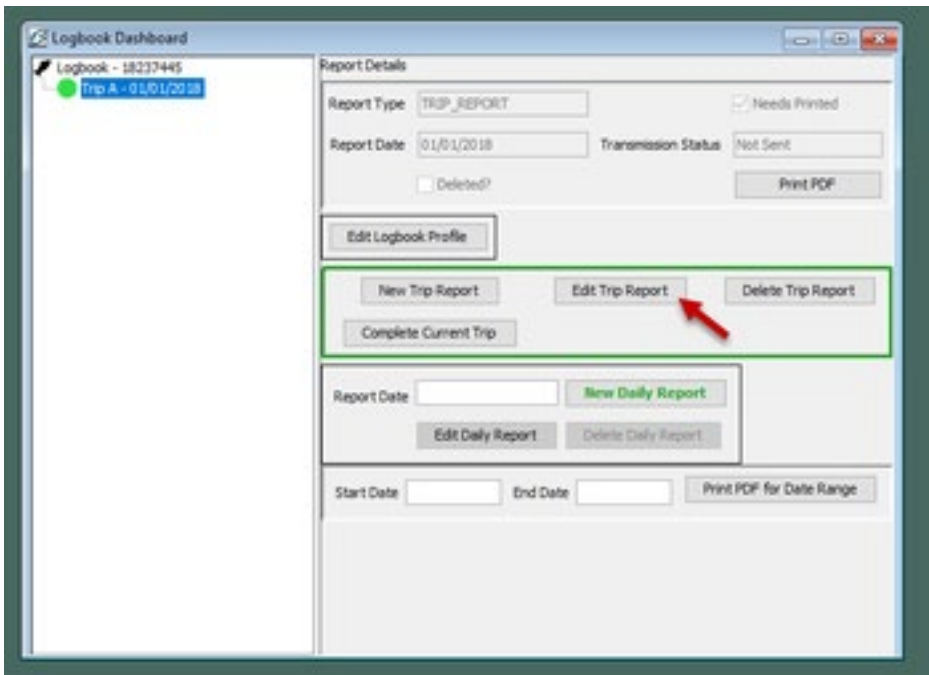 Logbook Dashboard
Logbook - 18237445
Trip A - 01/01/2018
Report Details
Report Type TRIP_REPORT Needs Printed
Report Date 01/01/2018 Transmission Status Not Sent
Deleted? Print PDF
Edit Logbook Profile
New Trip Report Edit Trip Report Delete Trip Report
Complete Current Trip
Report Date New Daily Report
Edit Daily Report Delete Daily Report
Start Date End Date Print PDF for Date Range